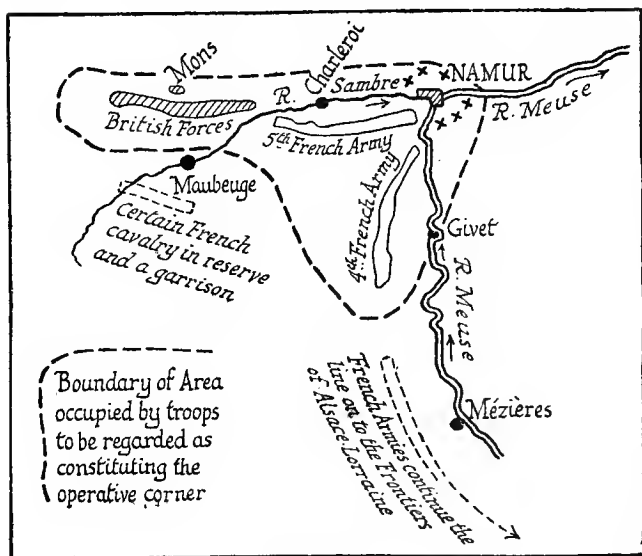 Mons
British Forces
R. Sambre
Charleroi
NAMUR
R. Meuse
5th French Army
4th French Army
Maubeuge
Certain French
cavalry in reserve
and a garrison
Givet
R. Meuse
Mézières
French Armies continue the
line on to the Frontiers
of Alsace-Lorraine
Boundary of Area
occupied by troops
to be regarded as
constituting the
operative corner